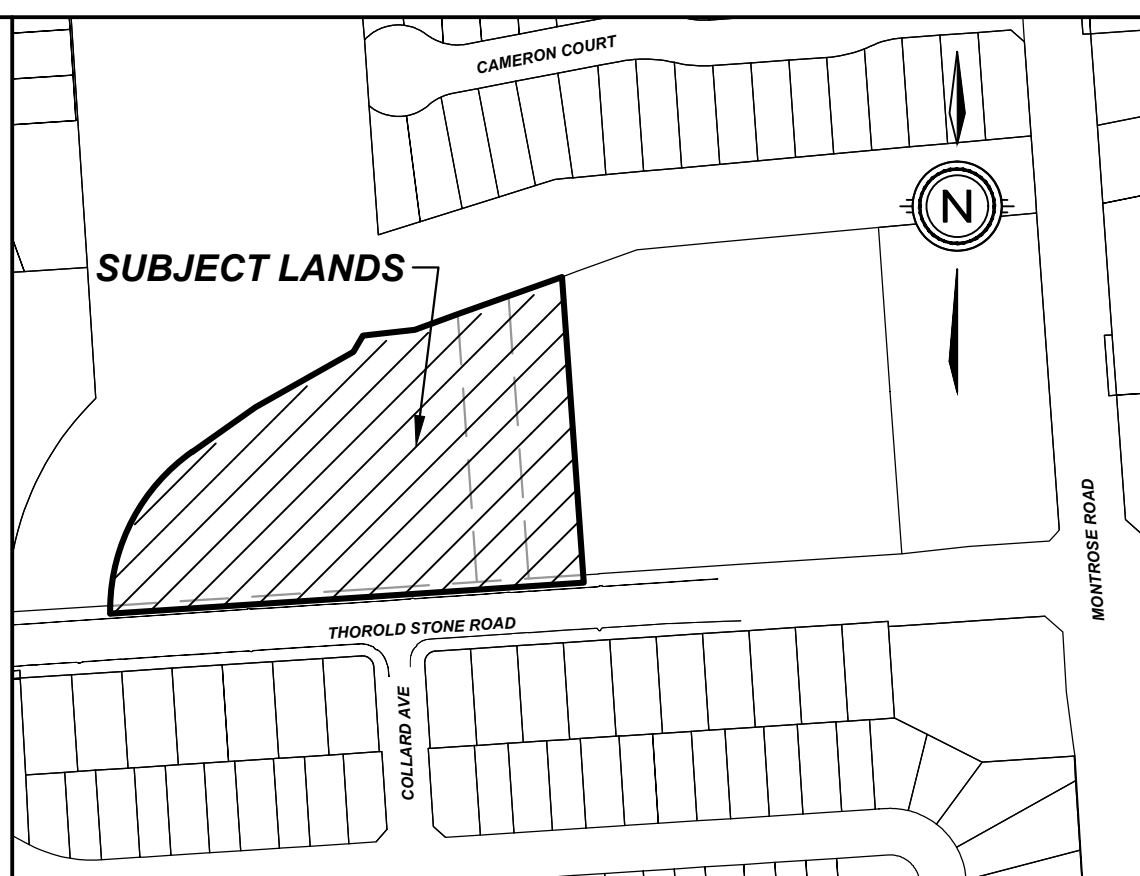 CAMERON COURT
N
SUBJECT LANDS
MONTROSE ROAD
THOROLD STONE ROAD
COLLARD AVE